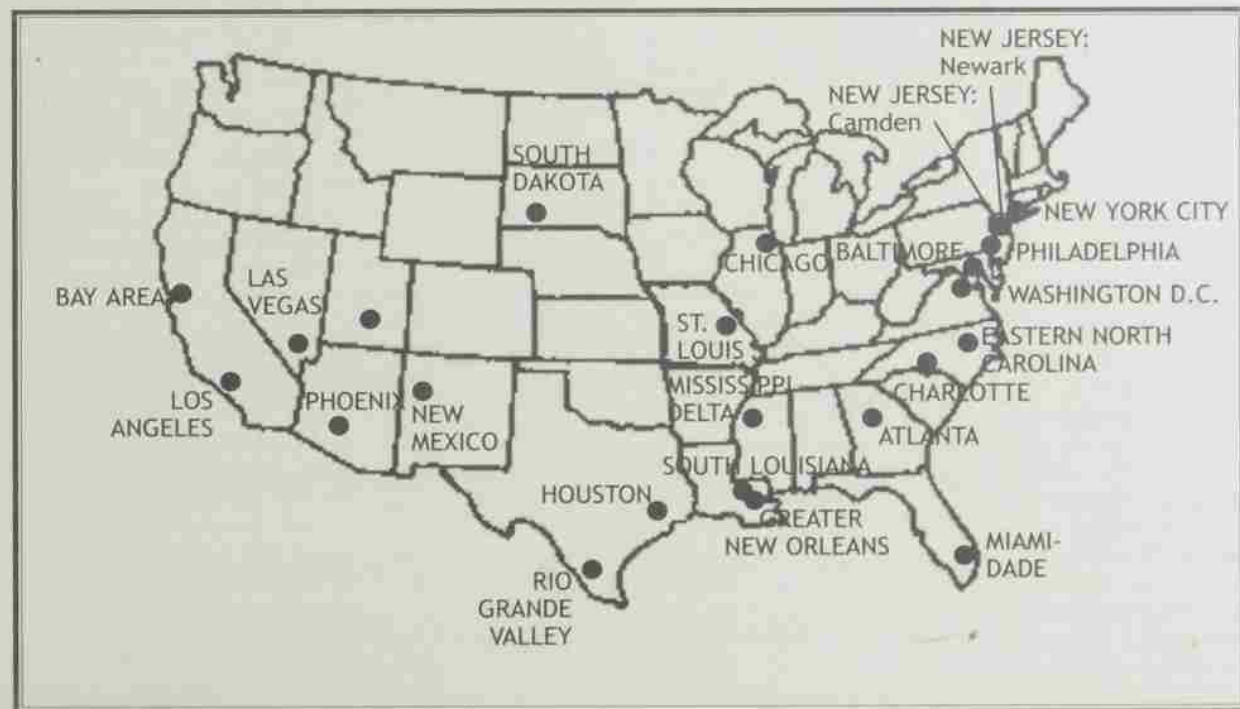 NEW JERSEY:
Newark
NEW JERSEY:
Camden
SOUTH
DAKOTA
NEW YORK CITY
CHICAGO
BALTIMORE
PHILADELPHIA
LAS
VEGAS
BAY AREA
WASHINGTON D.C.
ST.
LOUIS
EASTERN NORTH
CAROLINA
MISSISSIPPI
DELTA
CHARLOTTE
LOS
ANGELES
PHOENIX
NEW
MEXICO
ATLANTA
SOUTH LOUISIANA
HOUSTON
GREATER
NEW ORLEANS
MIAMI-
DADE
RIO
GRANDE
VALLEY